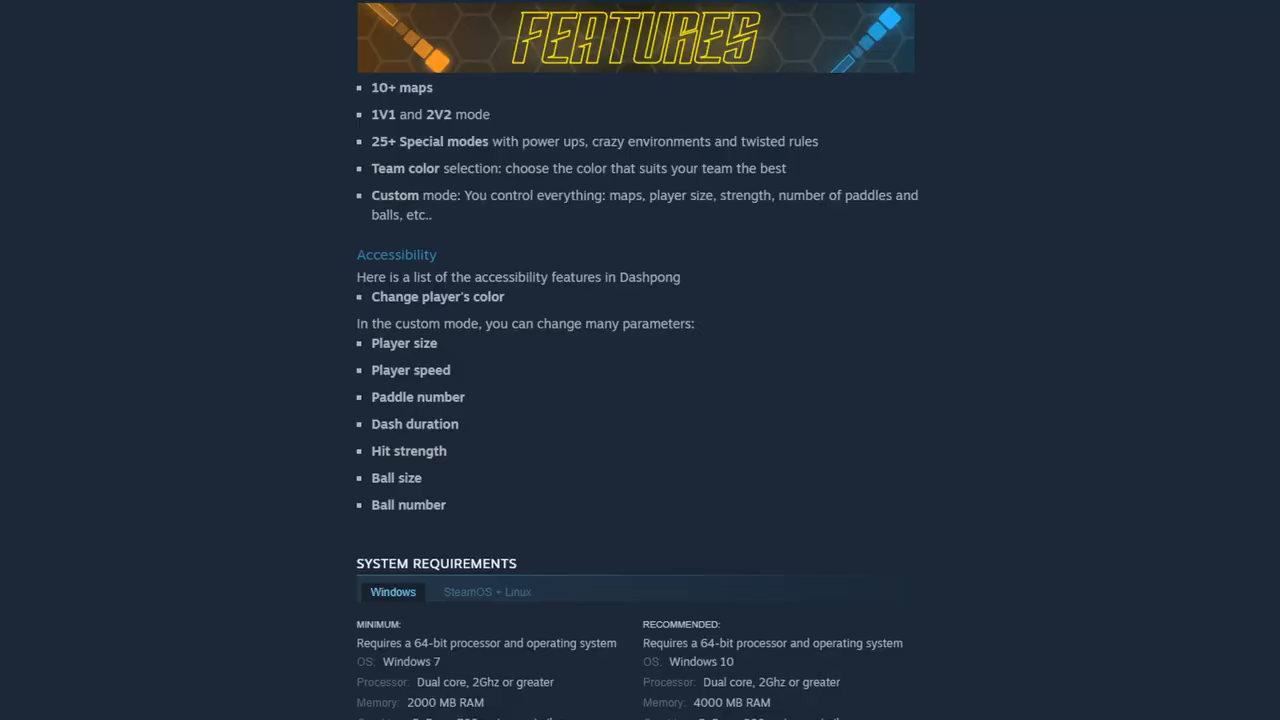 FEATURES
10+ maps
1V1 and 2V2 mode
25+ Special modes with power ups, crazy environments and twisted rules
Team color selection: choose the color that suits your team the best
Custom mode: You control everything: maps, player size, strength, number of paddles and
balls, etc..
Accessibility
Here is a list of the accessibility features in Dashpong
Change player's color
In the custom mode, you can change many parameters:
Player size
Player speed
Paddle number
Dash duration
Hit strength
Ball size
Ball number
SYSTEM REQUIREMENTS
Windows SteamOS + Linux
MINIMUM: RECOMMENDED:
Requires a 64-bit processor and operating system Requires a 64-bit processor and operating system
OS: Windows 7 OS: Windows 10
Processor: Dual core, 2Ghz or greater Processor: Dual core, 2Ghz or greater
Memory: 2000 MB RAM Memory: 4000 MB RAM